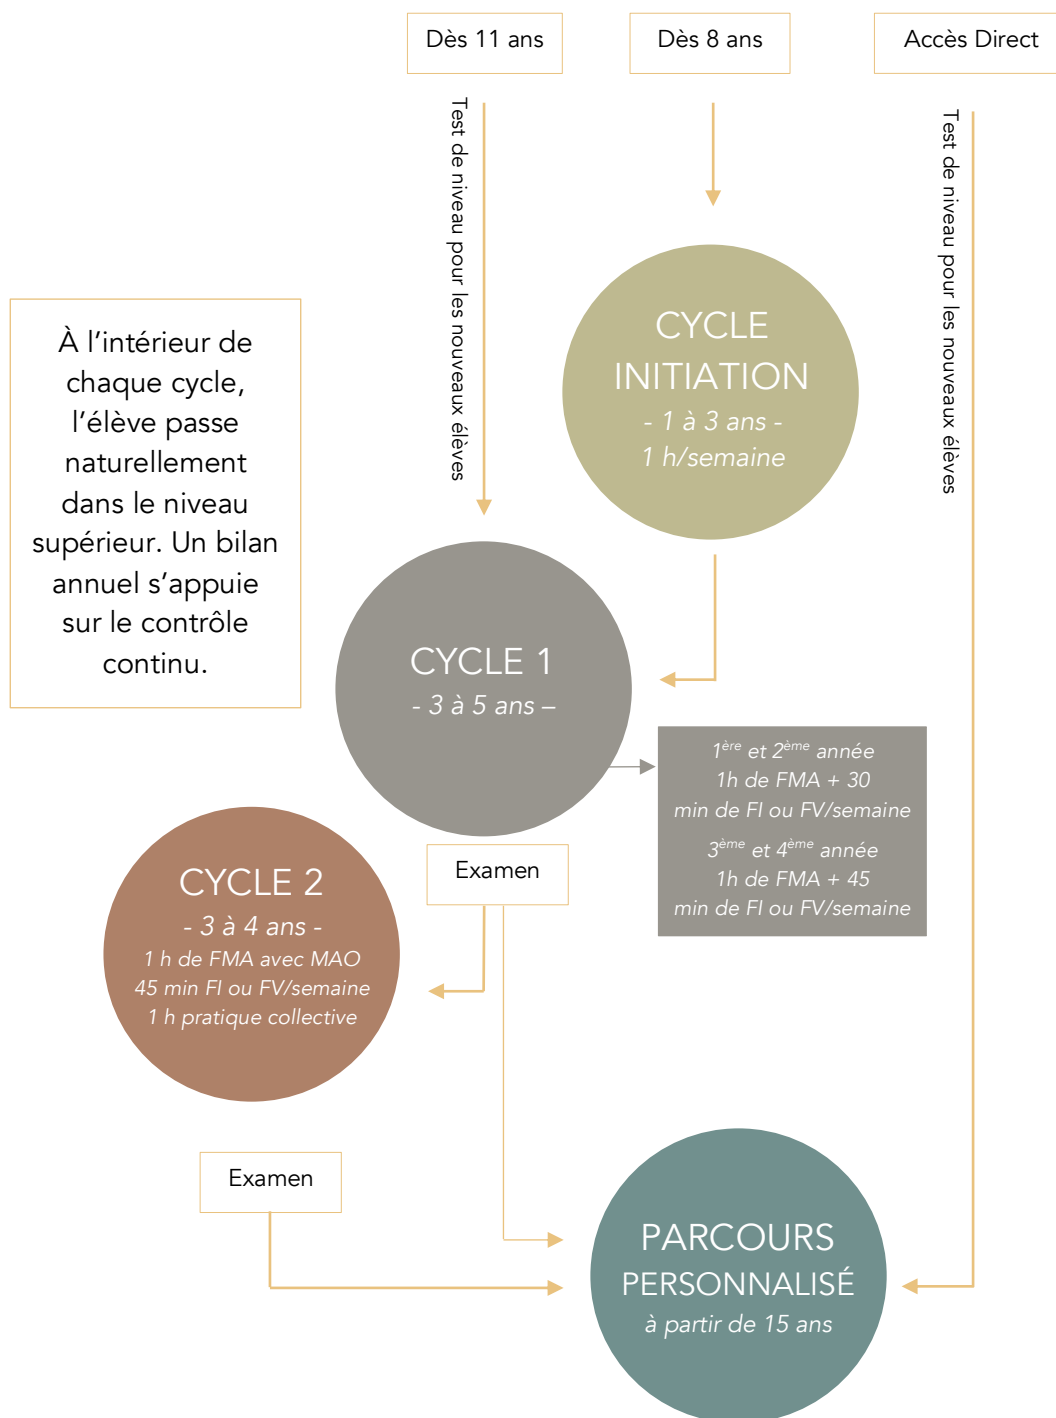 Dès 11 ans
Dès 8 ans
Accès Direct
Test de niveau pour les nouveaux élèves
Test de niveau pour les nouveaux élèves
CYCLE
INITIATION
- 1 à 3 ans -
1 h/semaine
À l’intérieur de
chaque cycle,
l’élève passe
naturellement
dans le niveau
supérieur. Un bilan
annuel s’appuie
sur le contrôle
continu.
CYCLE 1
- 3 à 5 ans –
1ère et 2ème année
1h de FMA + 30
min de FI ou FV/semaine
3ème et 4ème année
1h de FMA + 45
min de FI ou FV/semaine
Examen
CYCLE 2
- 3 à 4 ans -
1 h de FMA avec MAO
45 min FI ou FV/semaine
1 h pratique collective
Examen
PARCOURS
PERSONNALISÉ
à partir de 15 ans